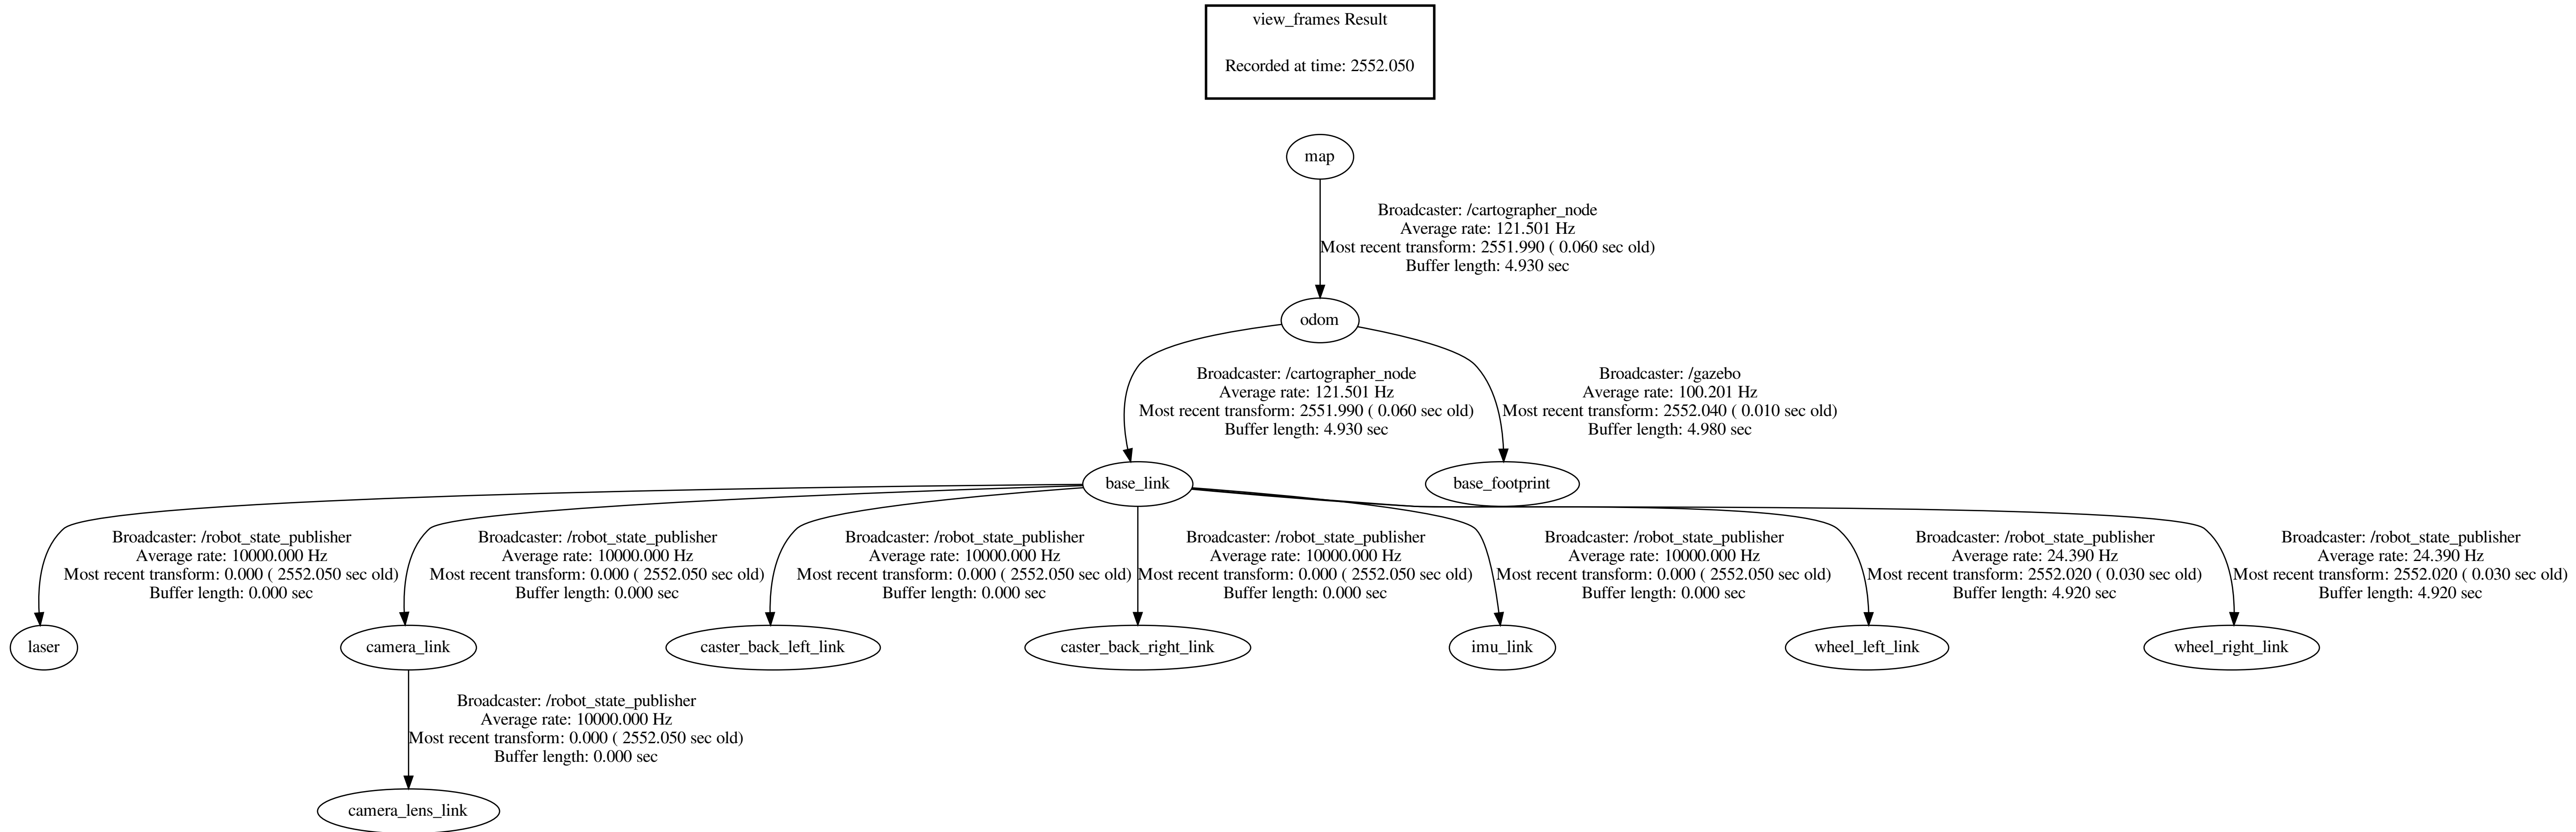 view_frames Result
Recorded at time: 2552.050
map
Broadcaster: /cartographer_node
Average rate: 121.501 Hz
Most recent transform: 2551.990 ( 0.060 sec old)
Buffer length: 4.930 sec
odom
Broadcaster: /cartographer_node
Average rate: 121.501 Hz
Most recent transform: 2551.990 ( 0.060 sec old)
Buffer length: 4.930 sec
Broadcaster: /gazebo
Average rate: 100.201 Hz
Most recent transform: 2552.040 ( 0.010 sec old)
Buffer length: 4.980 sec
base_link
base_footprint
Broadcaster: /robot_state_publisher
Average rate: 10000.000 Hz
Most recent transform: 0.000 ( 2552.050 sec old)
Buffer length: 0.000 sec
Broadcaster: /robot_state_publisher
Average rate: 10000.000 Hz
Most recent transform: 0.000 ( 2552.050 sec old)
Buffer length: 0.000 sec
Broadcaster: /robot_state_publisher
Average rate: 10000.000 Hz
Most recent transform: 0.000 ( 2552.050 sec old)
Buffer length: 0.000 sec
Broadcaster: /robot_state_publisher
Average rate: 10000.000 Hz
Most recent transform: 0.000 ( 2552.050 sec old)
Buffer length: 0.000 sec
Broadcaster: /robot_state_publisher
Average rate: 10000.000 Hz
Most recent transform: 0.000 ( 2552.050 sec old)
Buffer length: 0.000 sec
Broadcaster: /robot_state_publisher
Average rate: 24.390 Hz
Most recent transform: 2552.020 ( 0.030 sec old)
Buffer length: 4.920 sec
Broadcaster: /robot_state_publisher
Average rate: 24.390 Hz
Most recent transform: 2552.020 ( 0.030 sec old)
Buffer length: 4.920 sec
laser
camera_link
caster_back_left_link
caster_back_right_link
imu_link
wheel_left_link
wheel_right_link
Broadcaster: /robot_state_publisher
Average rate: 10000.000 Hz
Most recent transform: 0.000 ( 2552.050 sec old)
Buffer length: 0.000 sec
camera_lens_link